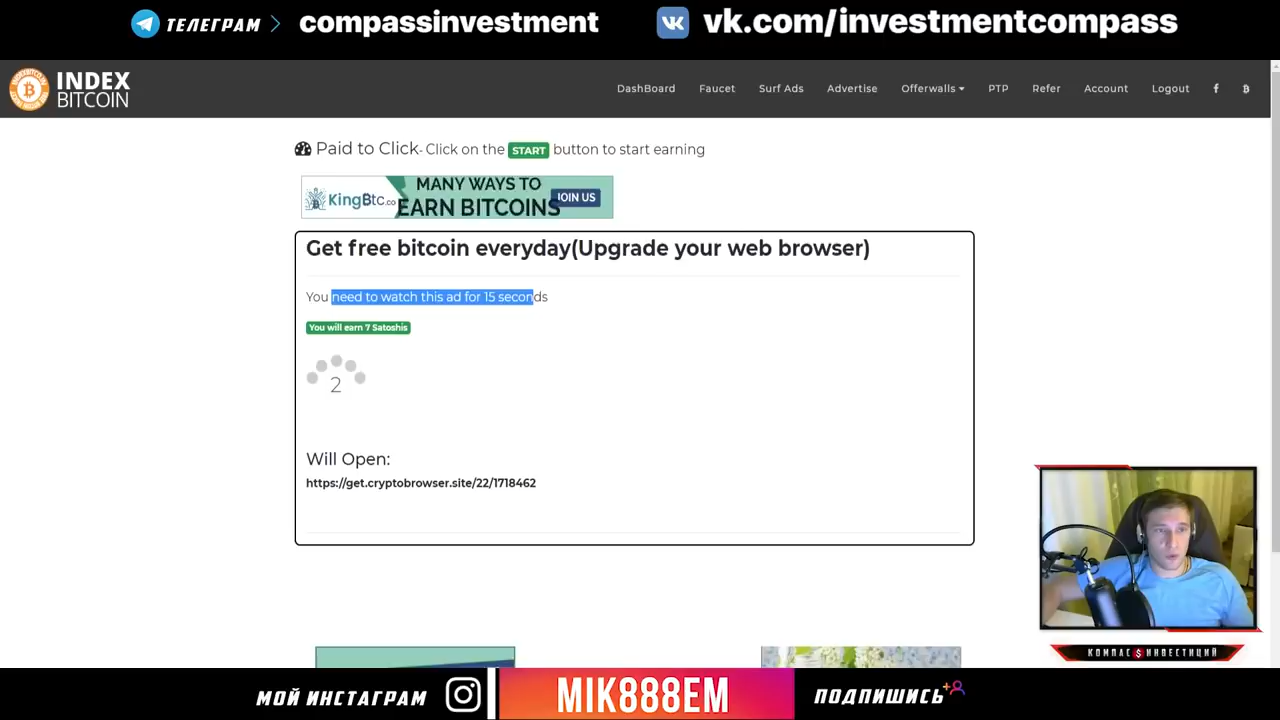 ТЕЛЕГРАМ > compassinvestment
vk.com/investmentcompass
INDEX
BITCOIN
DashBoard Faucet Surf Ads Advertise Offerwalls PTP Refer Account Logout
Paid to Click- Click on the START button to start earning
KingBtc.co
MANY WAYS TO
EARN BITCOINS
JOIN US
Get free bitcoin everyday(Upgrade your web browser)
You need to watch this ad for 15 seconds
You will earn 7 Satoshis
2
Will Open:
https://get.cryptobrowser.site/22/1718462
КОМПАС $ ИНВЕСТИЦИЙ
МОЙ ИНСТАГРАМ
MIK888EM
ПОДПИШИСЬ